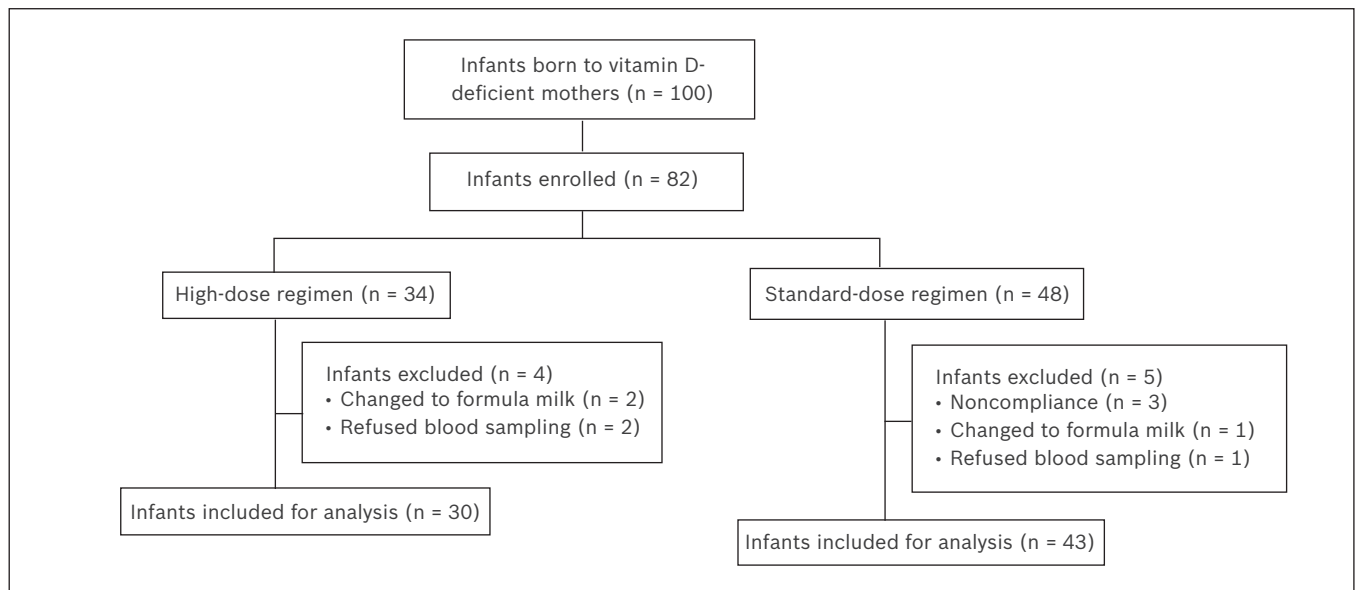 Infants born to vitamin D-
deficient mothers (n = 100)
Infants enrolled (n = 82)
High-dose regimen (n = 34)
Standard-dose regimen (n = 48)
Infants excluded (n = 4)
• Changed to formula milk (n = 2)
• Refused blood sampling (n = 2)
Infants excluded (n = 5)
• Noncompliance (n = 3)
• Changed to formula milk (n = 1)
• Refused blood sampling (n = 1)
Infants included for analysis (n = 30)
Infants included for analysis (n = 43)